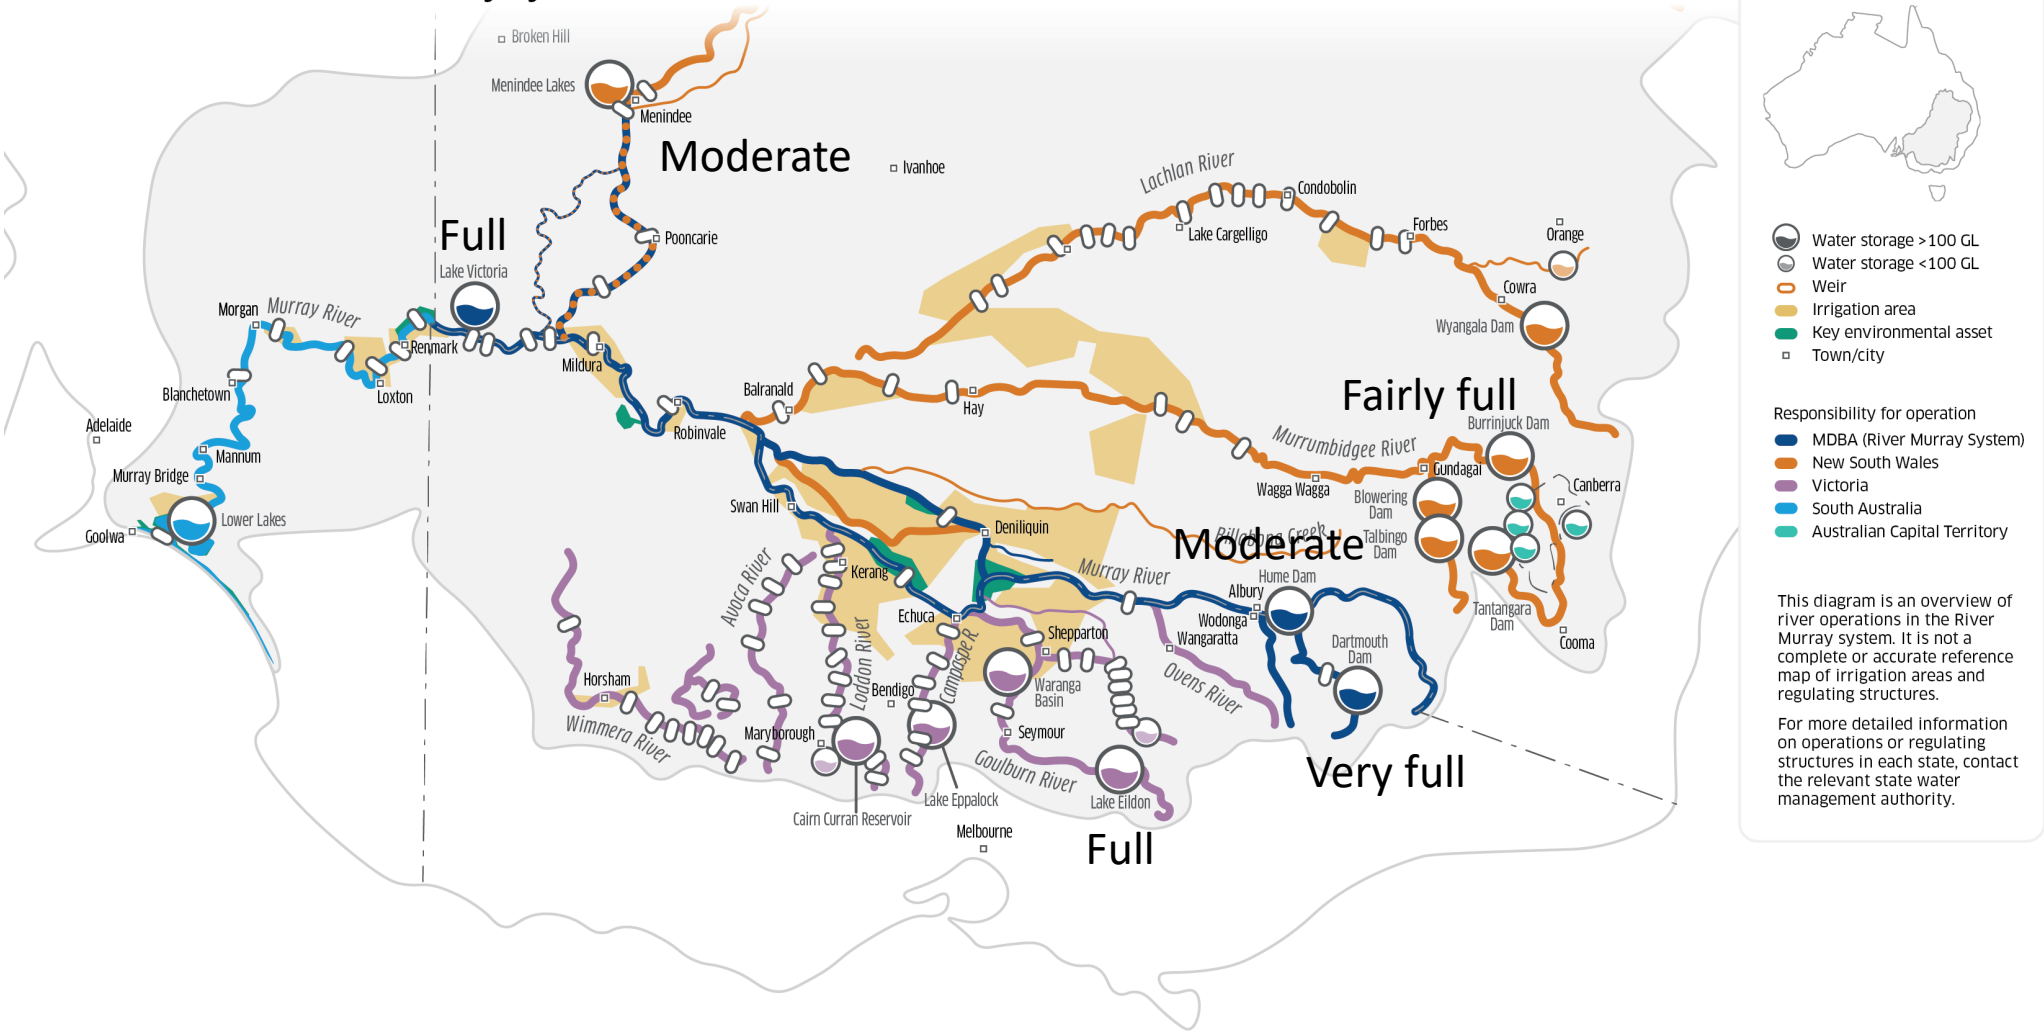 Broken Hill
Menindee Lakes
Menindee
Moderate
Ivanhoe
Lachlan River
Condobolin
Lake Cargelligo
Forbes
Orange
Full
Lake Victoria
Pooncarie
Cowra
Wyangala Dam
Morgan
Murray River
Renmark
Mildura
Blanchetown
Loxton
Balranald
Hay
Fairly full
Burrinjuck Dam
Adelaide
Mannum
Robinvale
Murrumbidgee River
Murray Bridge
Gundagai
Wagga Wagga
Blowering
Dam
Canberra
Swan Hill
Lower Lakes
Goolwa
Deniliquin
Billabong Creek
Moderate
Talbingo
Dam
Avoca River
Kerang
Murray River
Hume Dam
Albury
Echuca
Wodonga
Tantangara
Dam
Loddon River
Campaspe R
Shepparton
Wangaratta
Cooma
Dartmouth
Dam
Horsham
Bendigo
Waranga
Basin
Ovens River
Wimmera River
Maryborough
Seymour
Goulburn River
Very full
Lake Eppalock
Lake Eildon
Cairn Curran Reservoir
Melbourne
Full
Water storage >100 GL
Water storage <100 GL
Weir
Irrigation area
Key environmental asset
Town/city
Responsibility for operation
MDBA (River Murray System)
New South Wales
Victoria
South Australia
Australian Capital Territory
This diagram is an overview of
river operations in the River
Murray system. It is not a
complete or accurate reference
map of irrigation areas and
regulating structures.
For more detailed information
on operations or regulating
structures in each state, contact
the relevant state water
management authority.